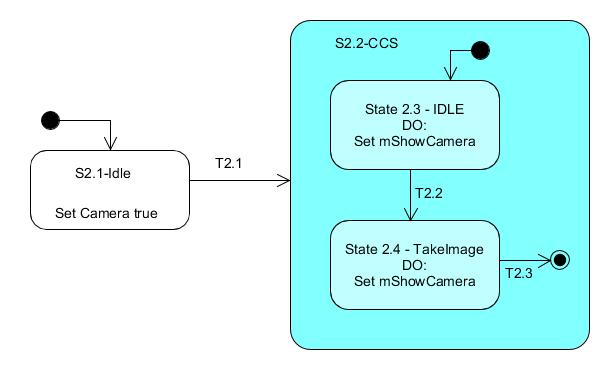 S2.2-CCS
State 2.3 - IDLE
DO:
Set mShowCamera
S2.1-Idle
Set Camera true
T2.1
T2.2
State 2.4 - TakeImage
DO:
Set mShowCamera
T2.3